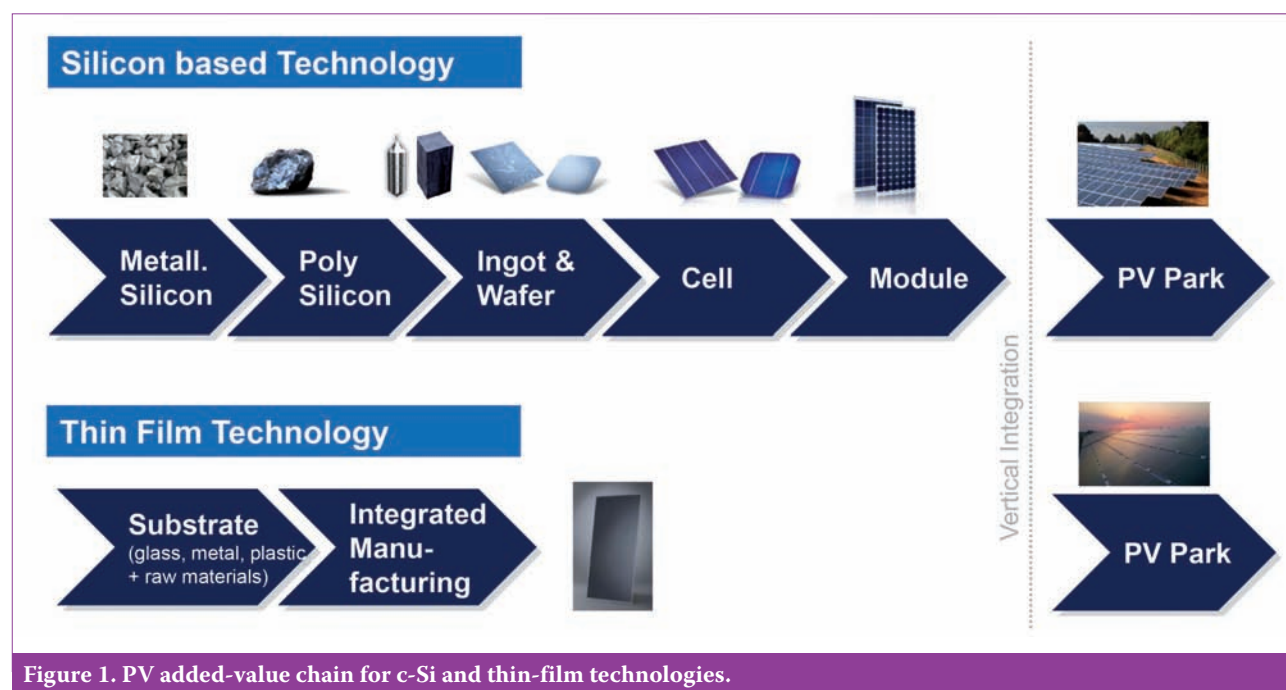 Silicon based Technology
Metall.
Silicon
Poly
Silicon
Ingot &
Wafer
Cell
Module
PV Park
Vertical Integration
Thin Film Technology
Substrate
(glass, metal, plastic
+ raw materials)
Integrated
Manu-
facturing
PV Park
Figure 1. PV added-value chain for c-Si and thin-film technologies.